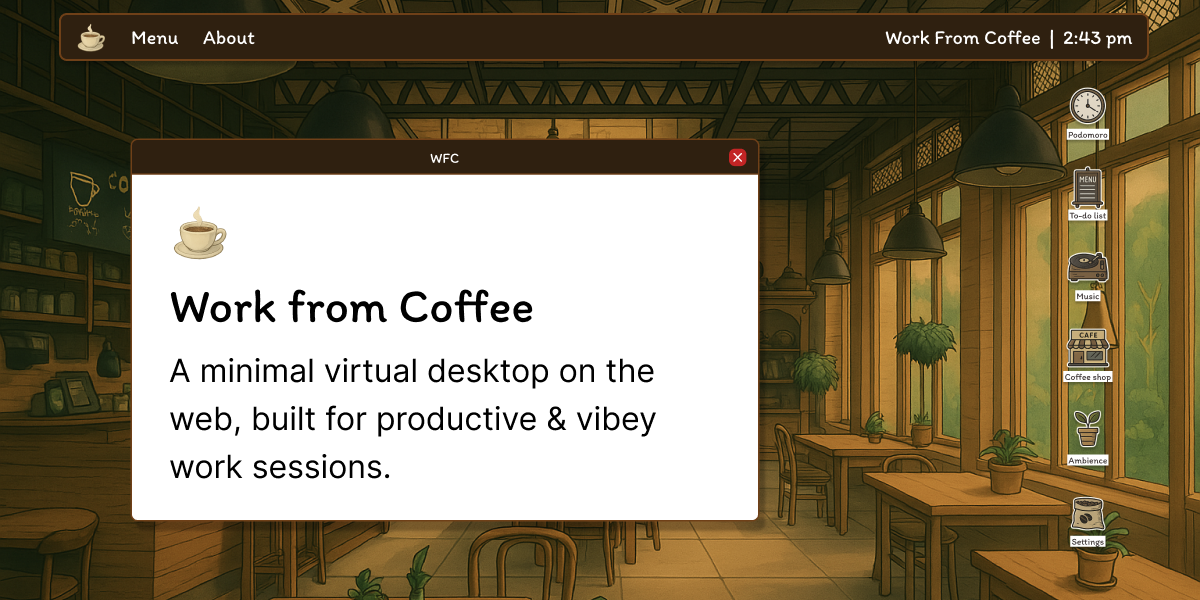 Menu About Work From Coffee | 2:43 pm
WFC
Work from Coffee
A minimal virtual desktop on the
web, built for productive & vibey
work sessions.
Podomoro
MENU
To-do list
Music
CAFE
Coffee shop
Ambience
Settings